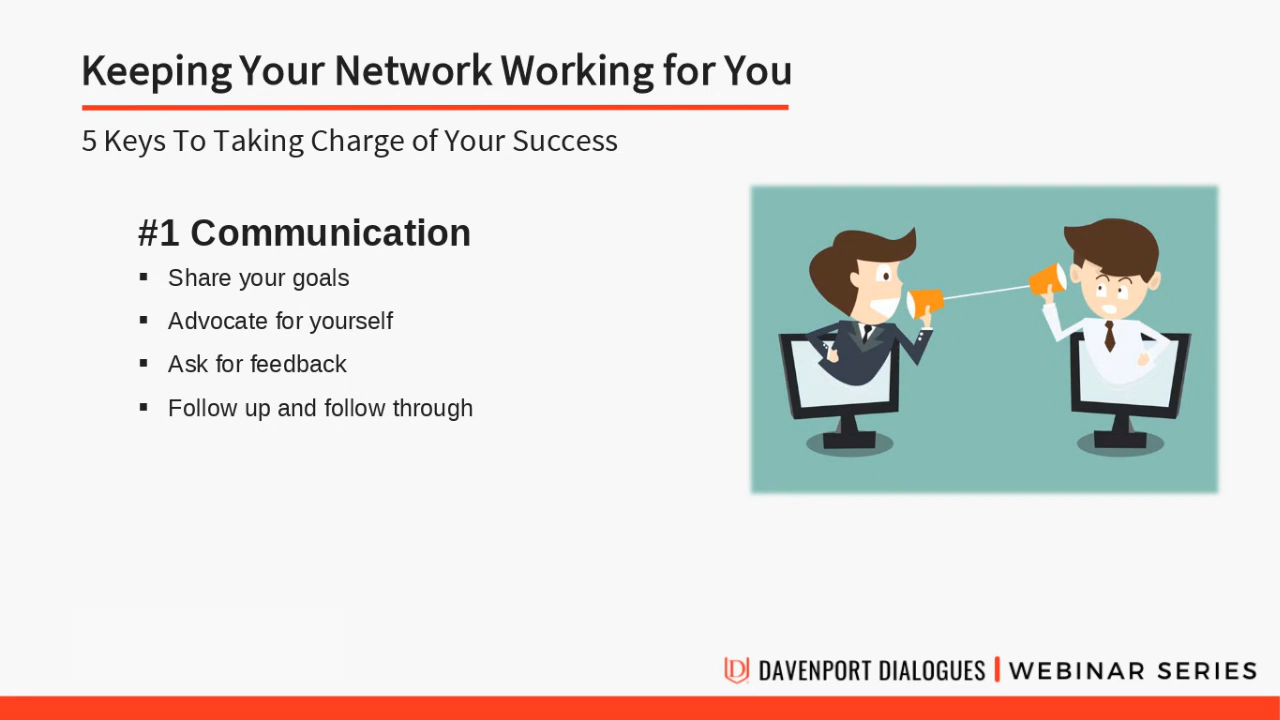 Keeping Your Network Working for You
5 Keys To Taking Charge of Your Success
#1 Communication
▪ Share your goals
▪ Advocate for yourself
▪ Ask for feedback
▪ Follow up and follow through
DAVENPORT DIALOGUES | WEBINAR SERIES